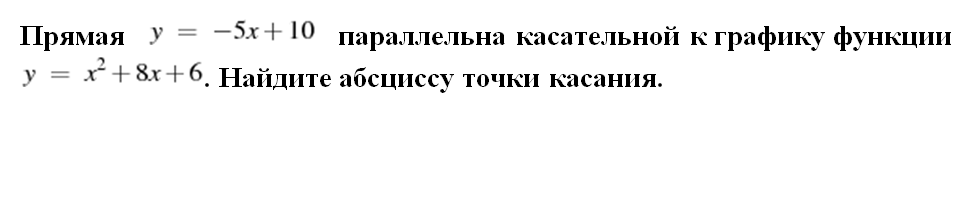 Прямая y = −5x+10 параллельна касательной к графику функции
y = x²+8x+6. Найдите абсциссу точки касания.